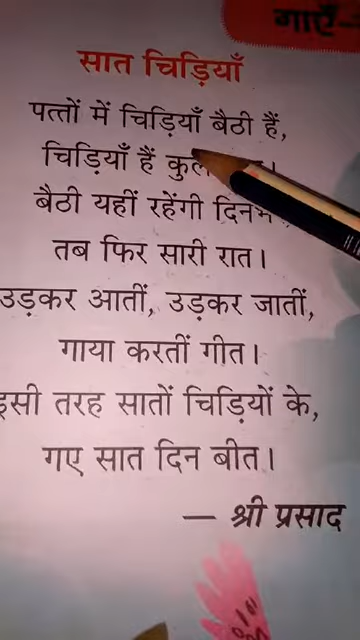 गाएँ–
सात चिड़ियाँ
पत्तों में चिड़ियाँ बैठी हैं,
चिड़ियाँ हैं
बैठी यहीं रहेंगी
तब फिर सारी रात।
उड़कर आतीं, उड़कर जातीं,
गाया करतीं गीत।
इसी तरह सातों चिड़ियों के,
गए सात दिन बीत।
— श्री प्रसाद